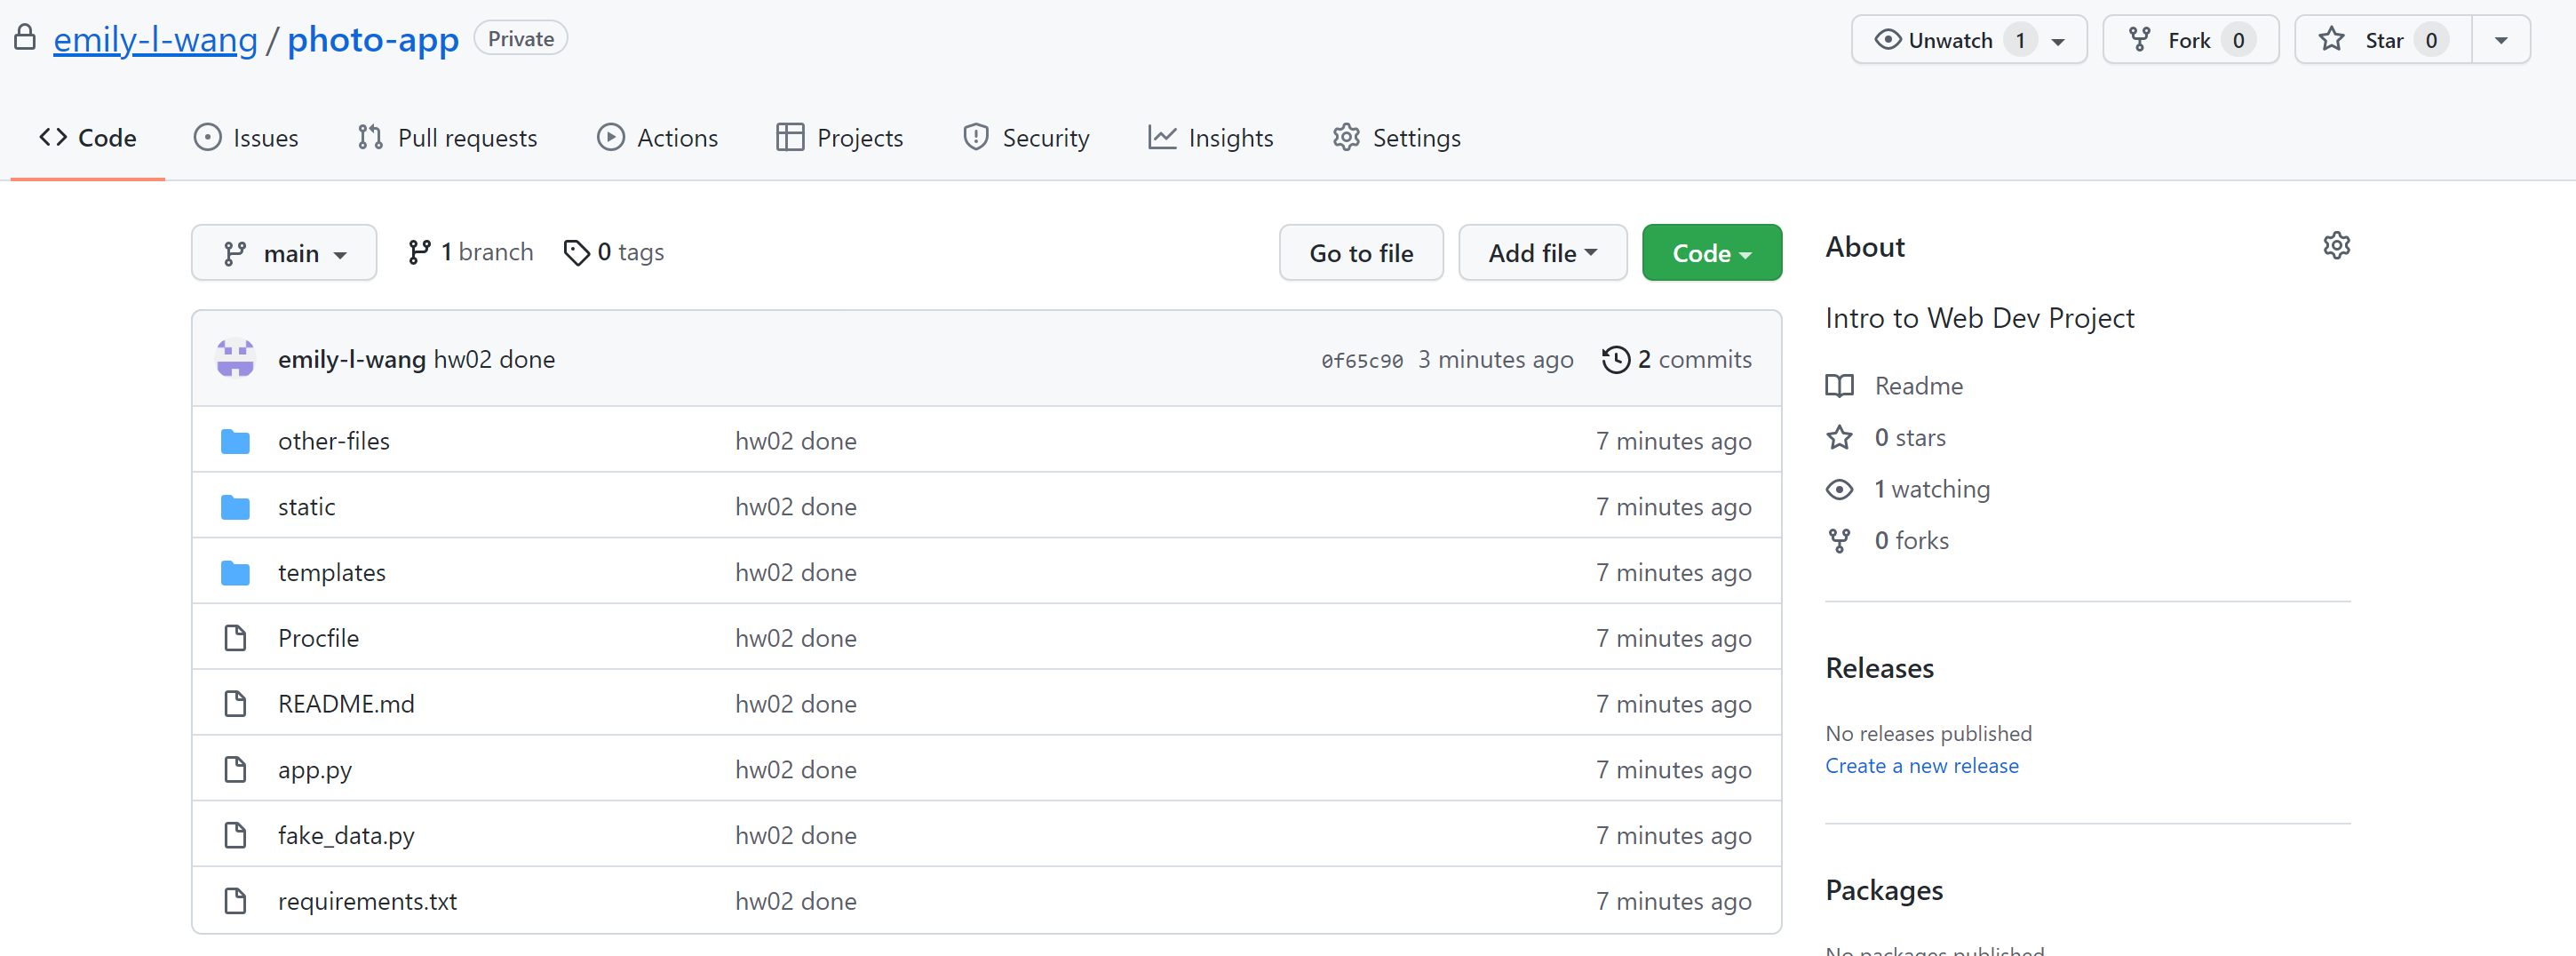 emily-l-wang / photo-app Private Unwatch 1 Fork 0 Star 0
Code Issues Pull requests Actions Projects Security Insights Settings
main 1 branch 0 tags Go to file Add file Code
emily-l-wang hw02 done 0f65c90 3 minutes ago 2 commits
other-files hw02 done 7 minutes ago
static hw02 done 7 minutes ago
templates hw02 done 7 minutes ago
Procfile hw02 done 7 minutes ago
README.md hw02 done 7 minutes ago
app.py hw02 done 7 minutes ago
fake_data.py hw02 done 7 minutes ago
requirements.txt hw02 done 7 minutes ago
About
Intro to Web Dev Project
Readme
0 stars
1 watching
0 forks
Releases
No releases published
Create a new release
Packages
No packages published